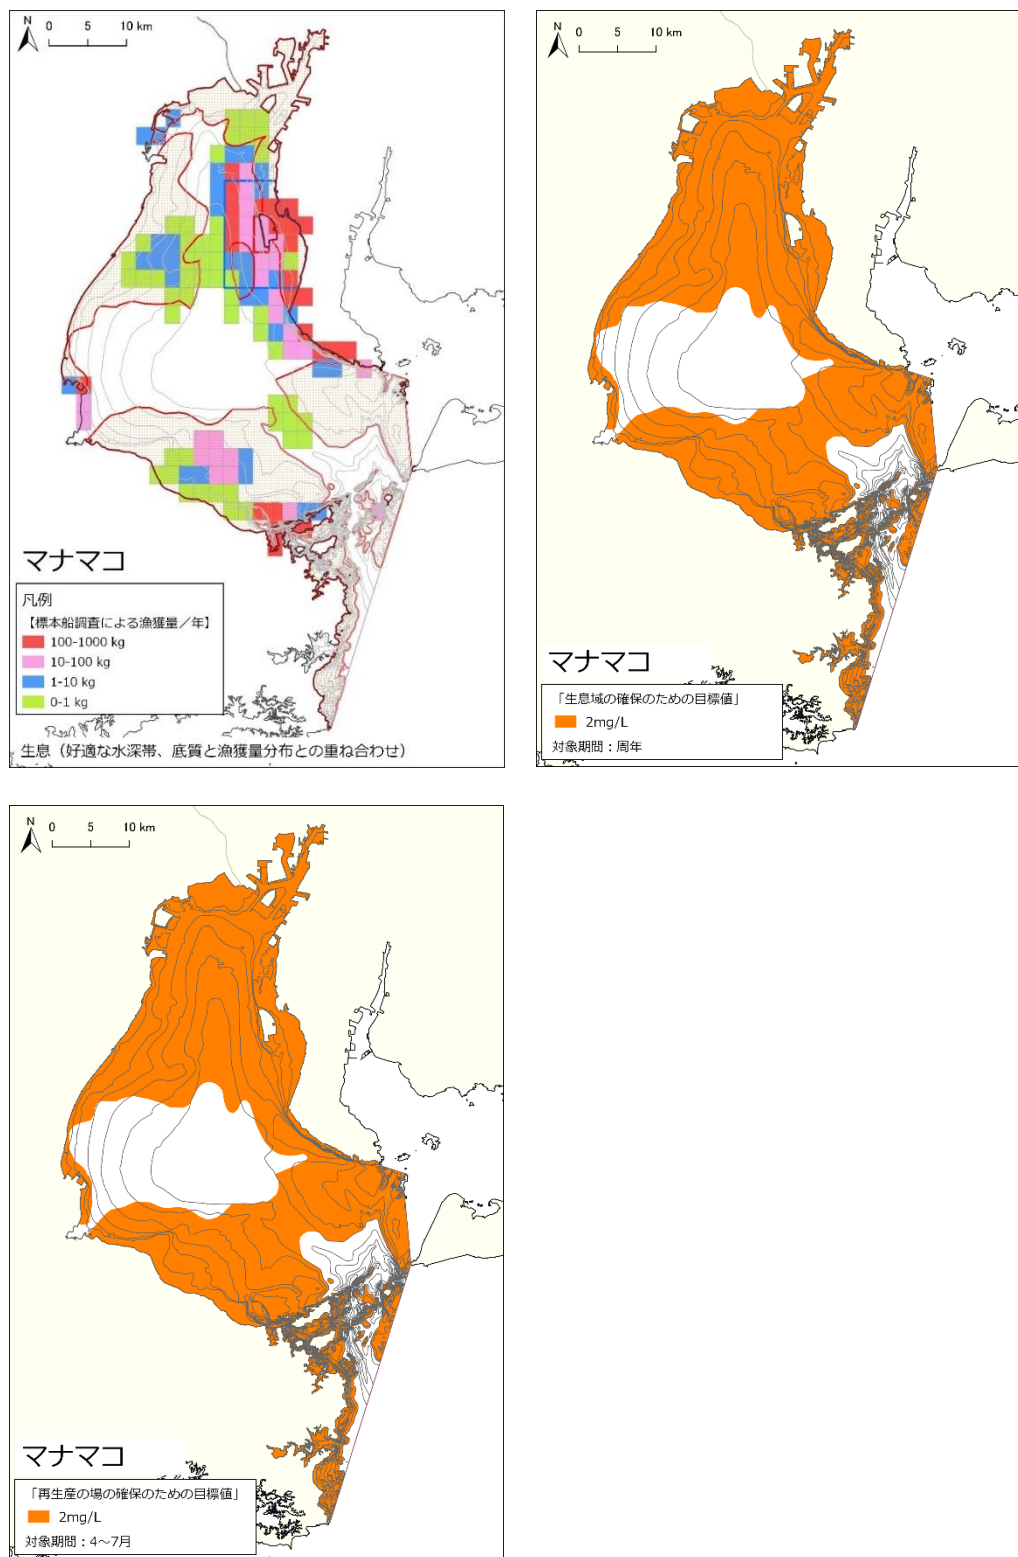 N
0 5 10 km
マナマコ
凡例
【標本船調査による漁獲量／年】
100-1000 kg
10-100 kg
1-10 kg
0-1 kg
生息（好適な水深帯、底質と漁獲量分布との重ね合わせ）
N
0 5 10 km
マナマコ
「生息域の確保のための目標値」
2mg/L
対象期間：周年
N
0 5 10 km
マナマコ
「再生産の場の確保のための目標値」
2mg/L
対象期間：4～7月